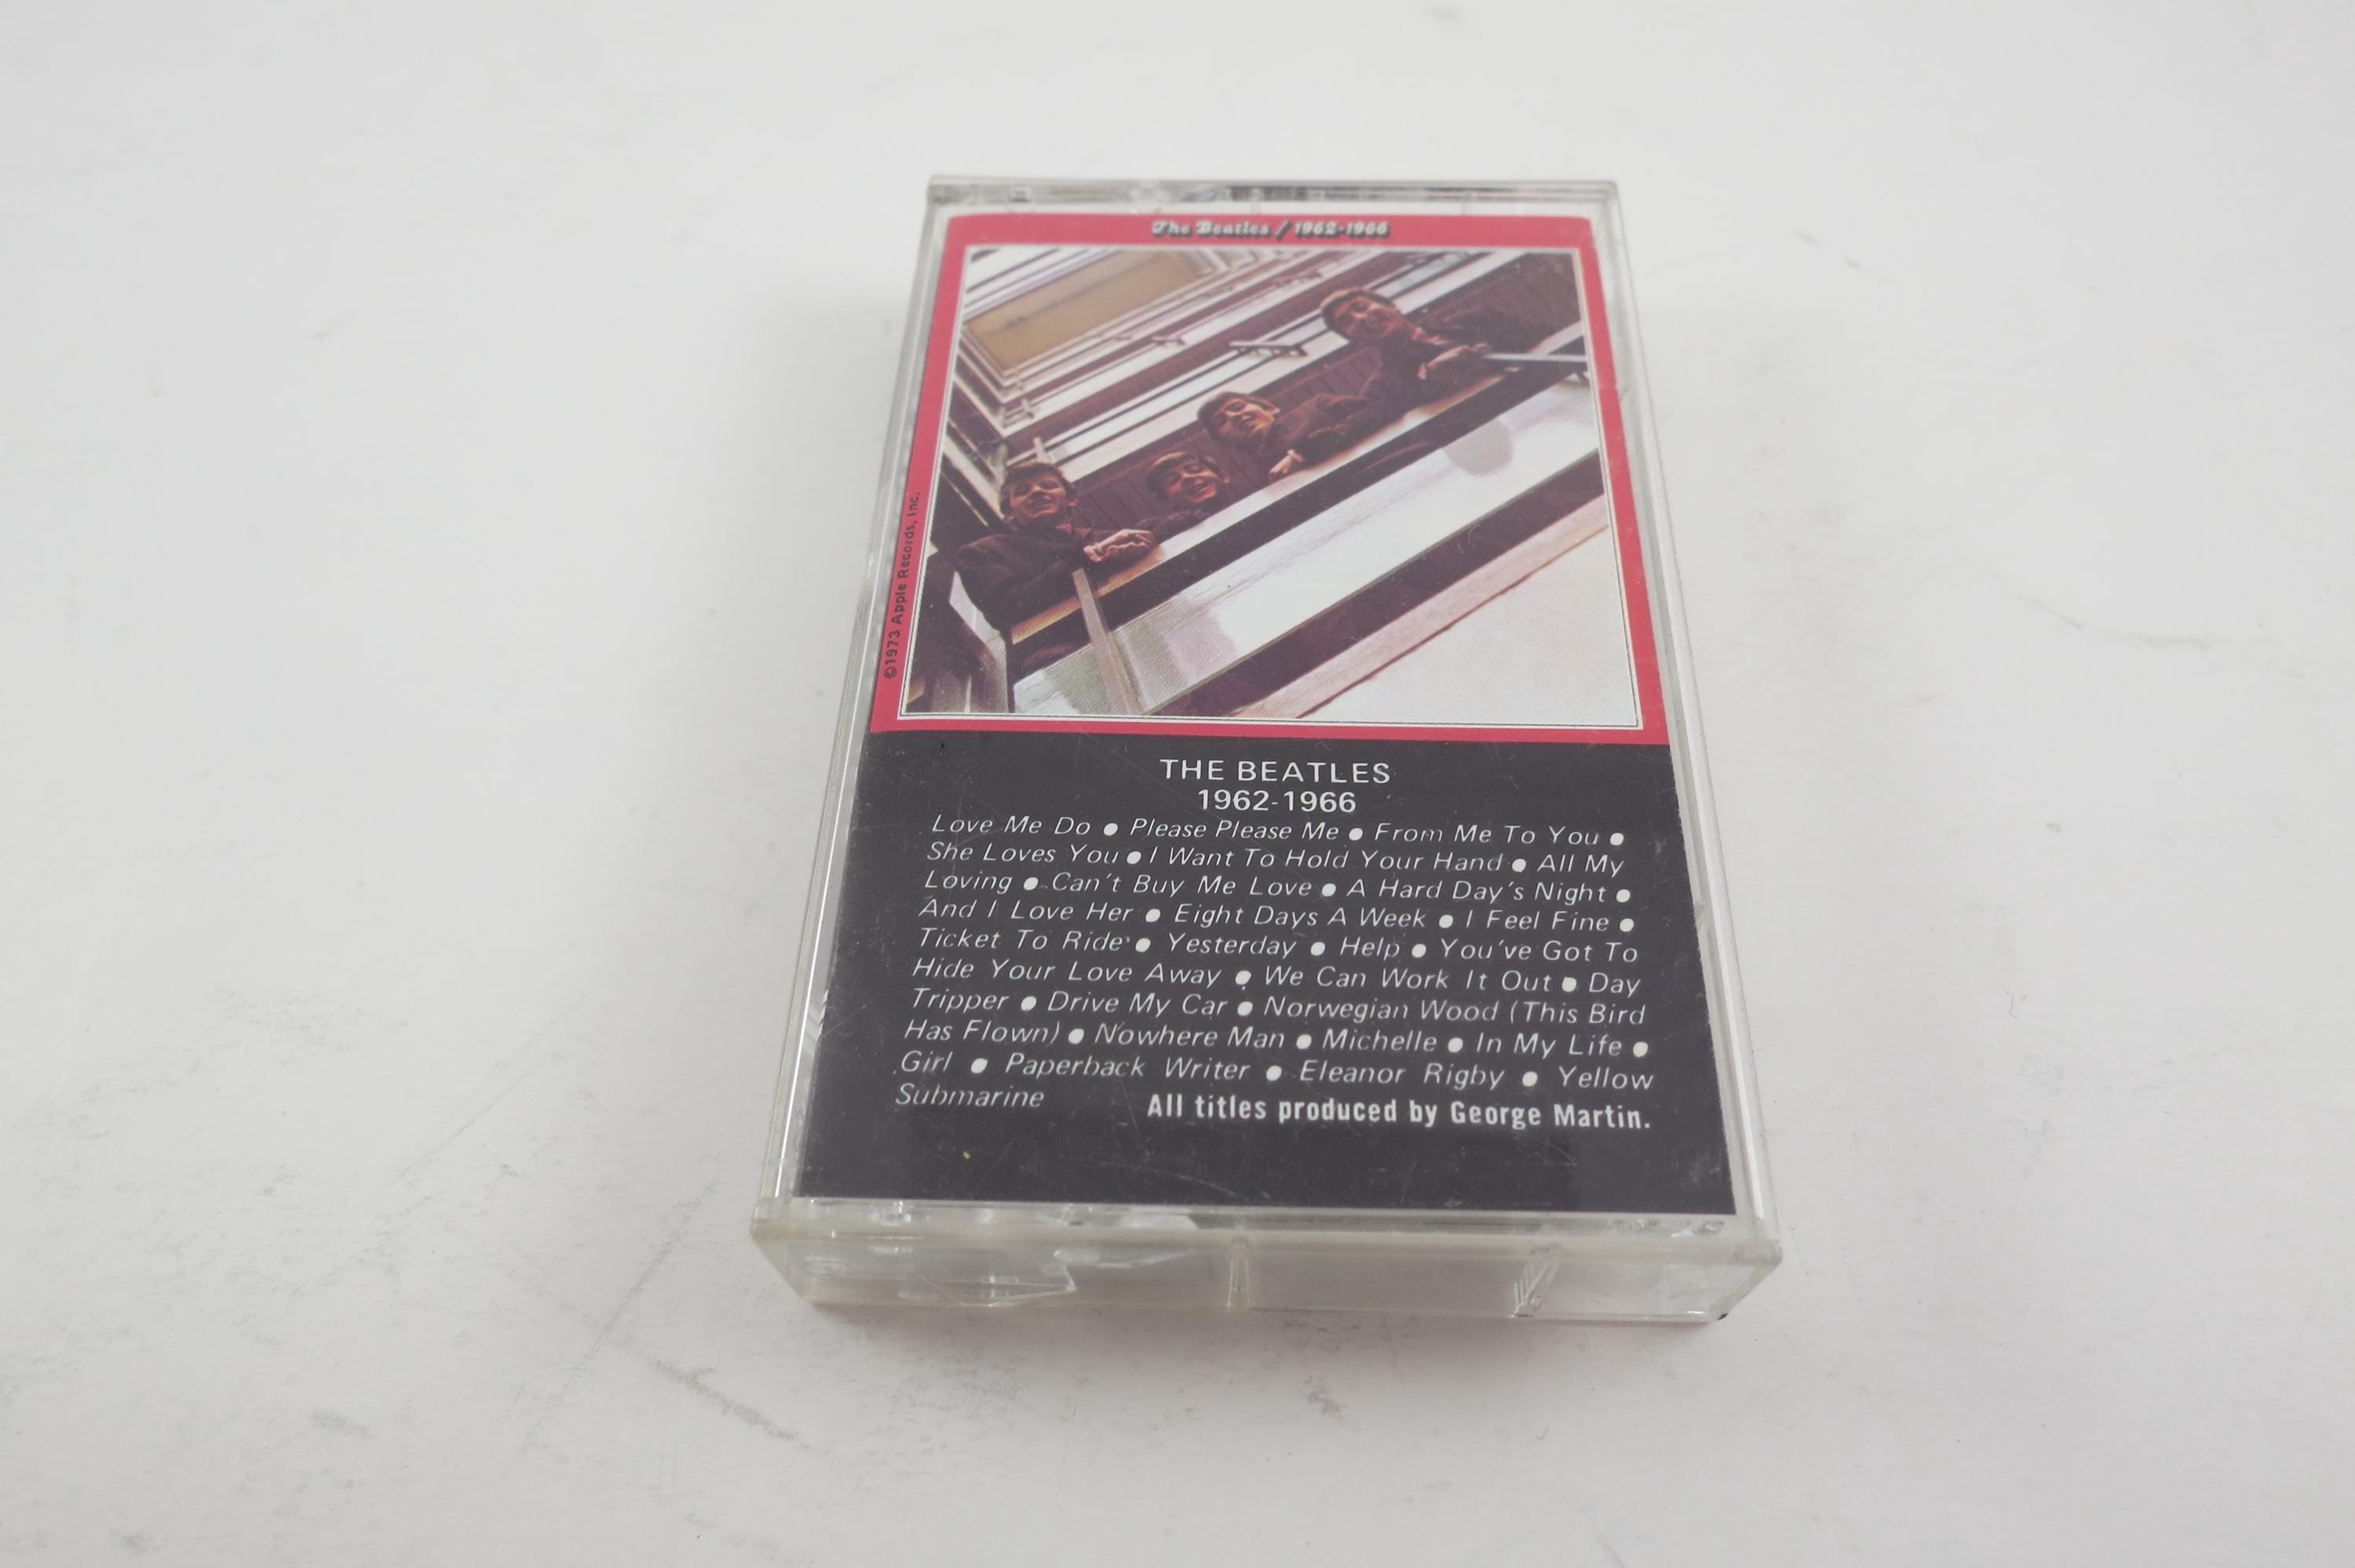 The Beatles / 1962-1966
©1973 Apple Records, Inc.
THE BEATLES
1962-1966
Love Me Do ● Please Please Me ● From Me To You ●
She Loves You ● I Want To Hold Your Hand ● All My
Loving ● Can't Buy Me Love ● A Hard Day's Night ●
And I Love Her ● Eight Days A Week ● I Feel Fine ●
Ticket To Ride ● Yesterday ● Help ● You've Got To
Hide Your Love Away ● We Can Work It Out ● Day
Tripper ● Drive My Car ● Norwegian Wood (This Bird
Has Flown) ● Nowhere Man ● Michelle ● In My Life ●
Girl ● Paperback Writer ● Eleanor Rigby ● Yellow
Submarine All titles produced by George Martin.